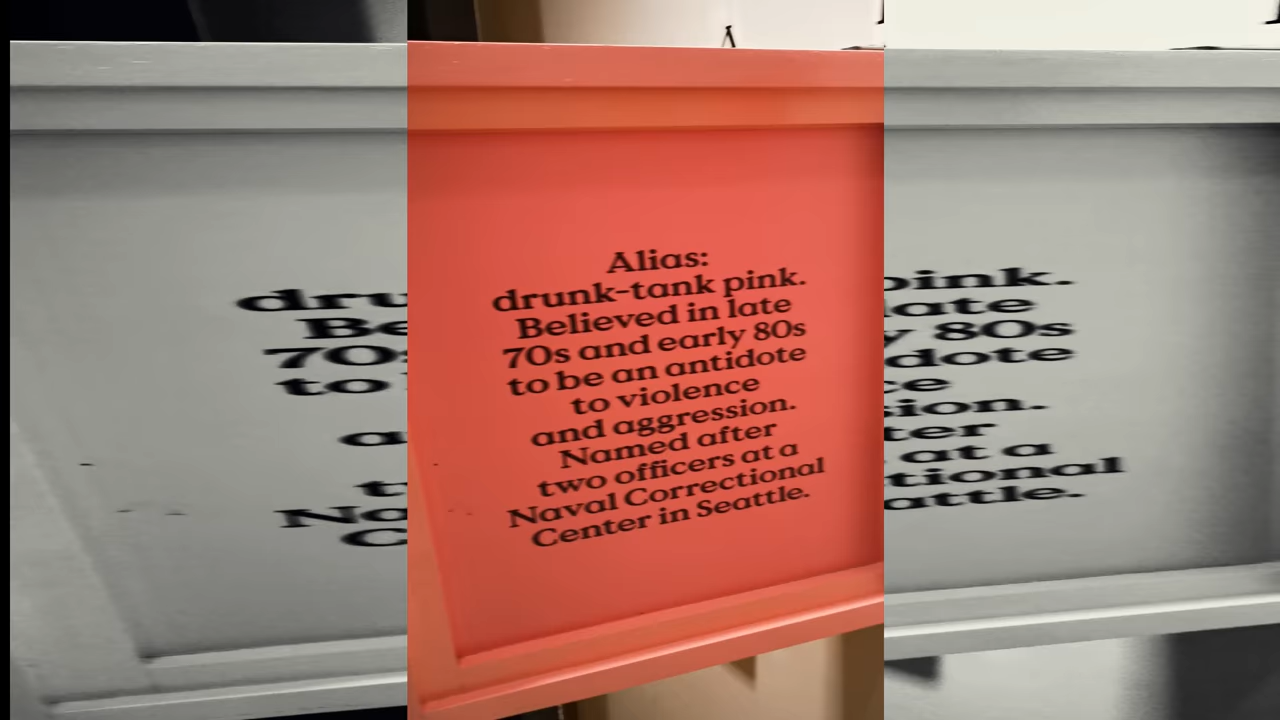 Alias:
drunk-tank pink.
Believed in late
70s and early 80s
to be an antidote
to violence
and aggression.
Named after
two officers at a
Naval Correctional
Center in Seattle.